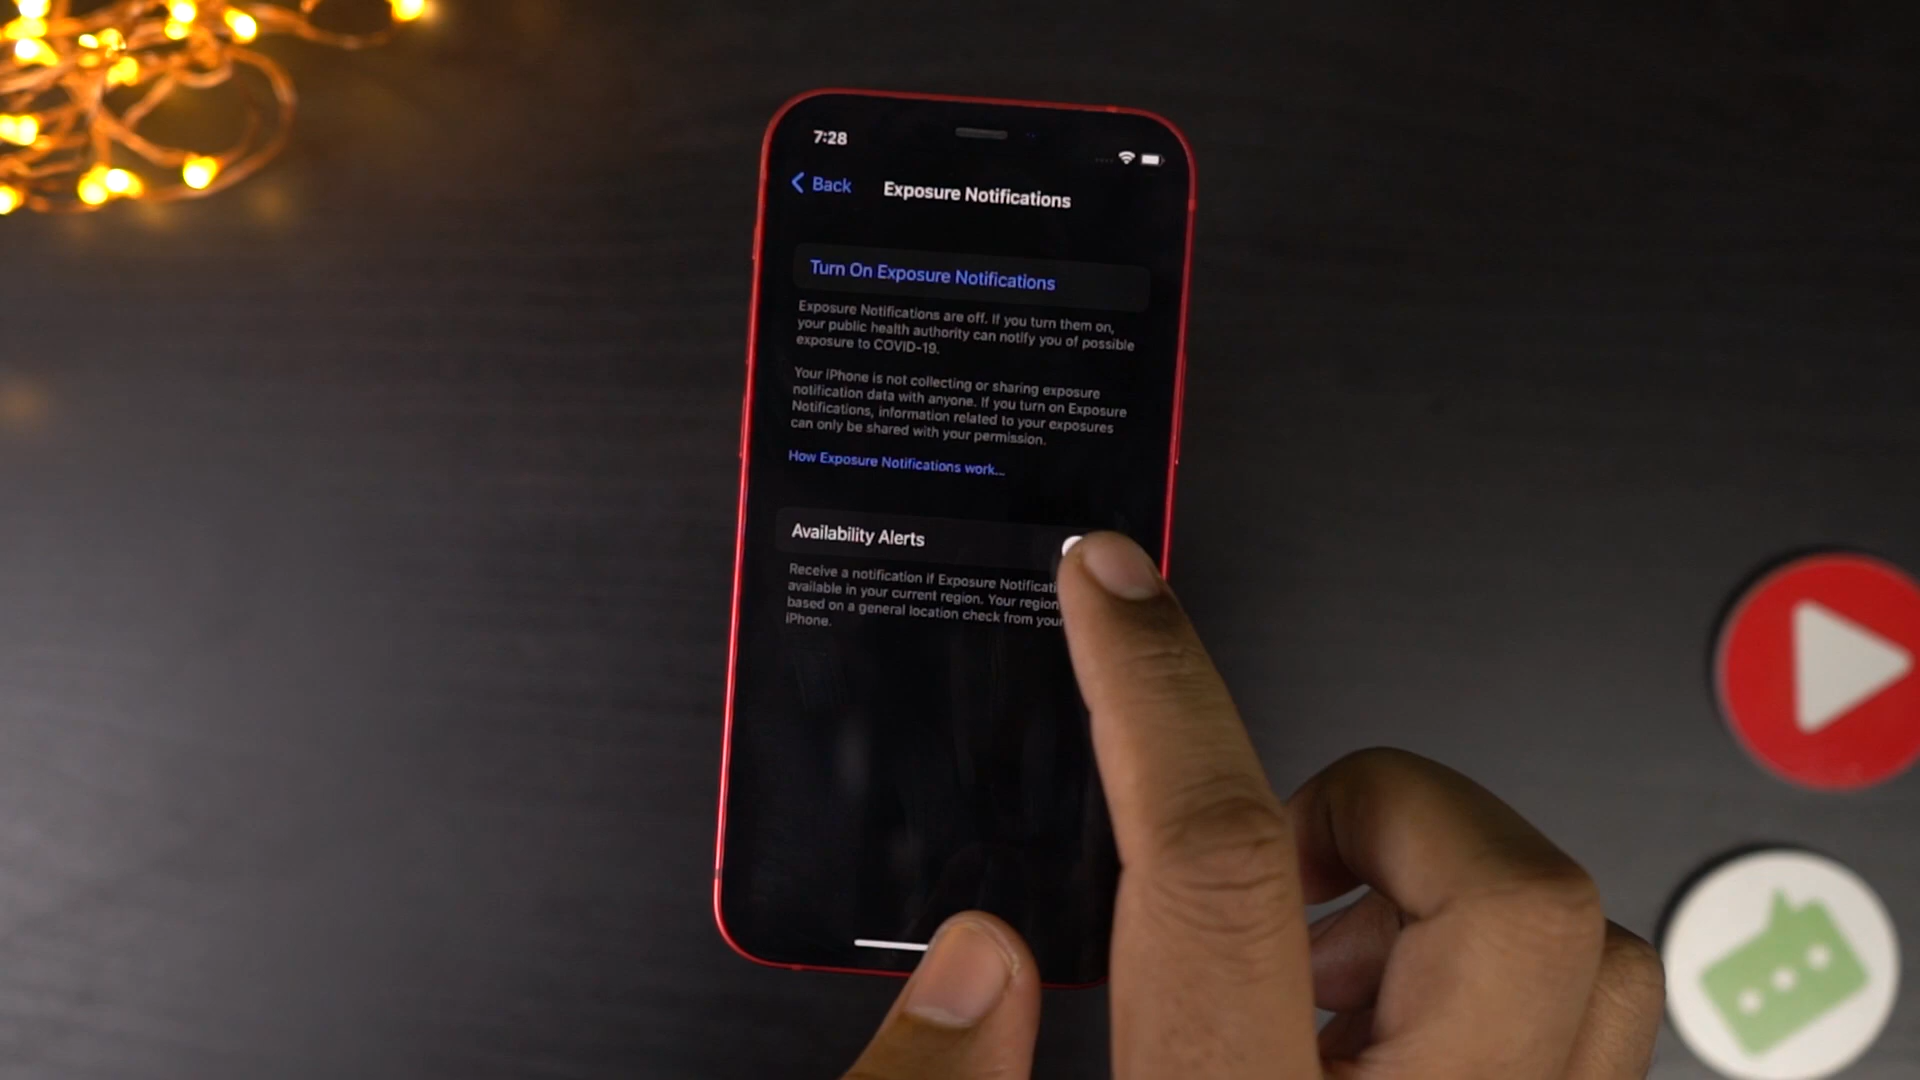 7:28
Back
Exposure Notifications
Turn On Exposure Notifications
Exposure Notifications are off. If you turn them on,
your public health authority can notify you of possible
exposure to COVID-19.
Your iPhone is not collecting or sharing exposure
notification data with anyone. If you turn on Exposure
Notifications, information related to your exposures
can only be shared with your permission.
How Exposure Notifications work...
Availability Alerts
Receive a notification if Exposure
available in your current region. Your region
based on a general location check from your
iPhone.